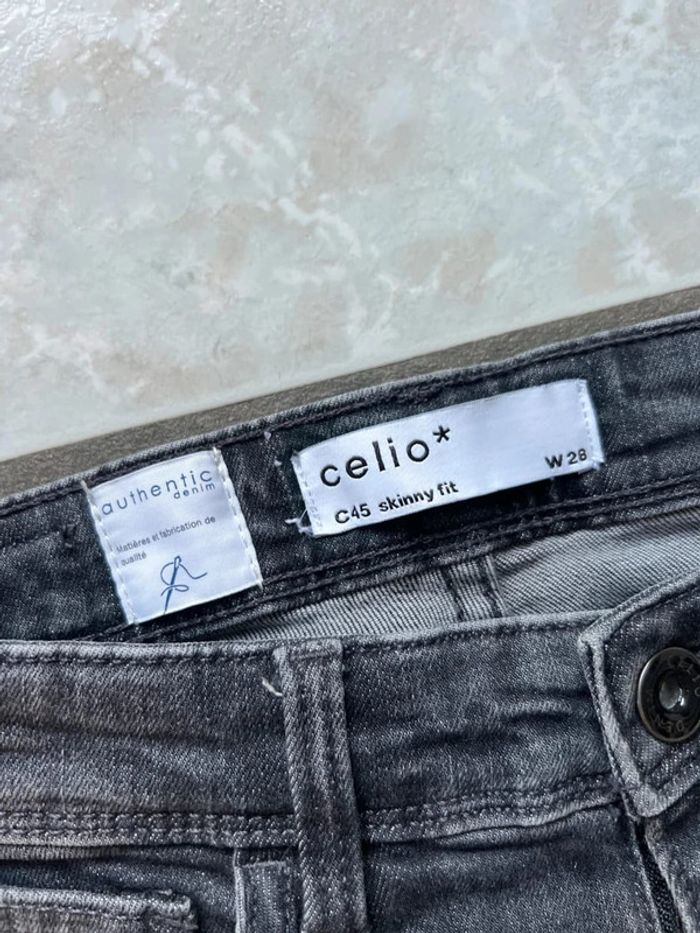 authentic
denim
Matières et fabrication de
qualité
celio*
C45 skinny fit
W 28